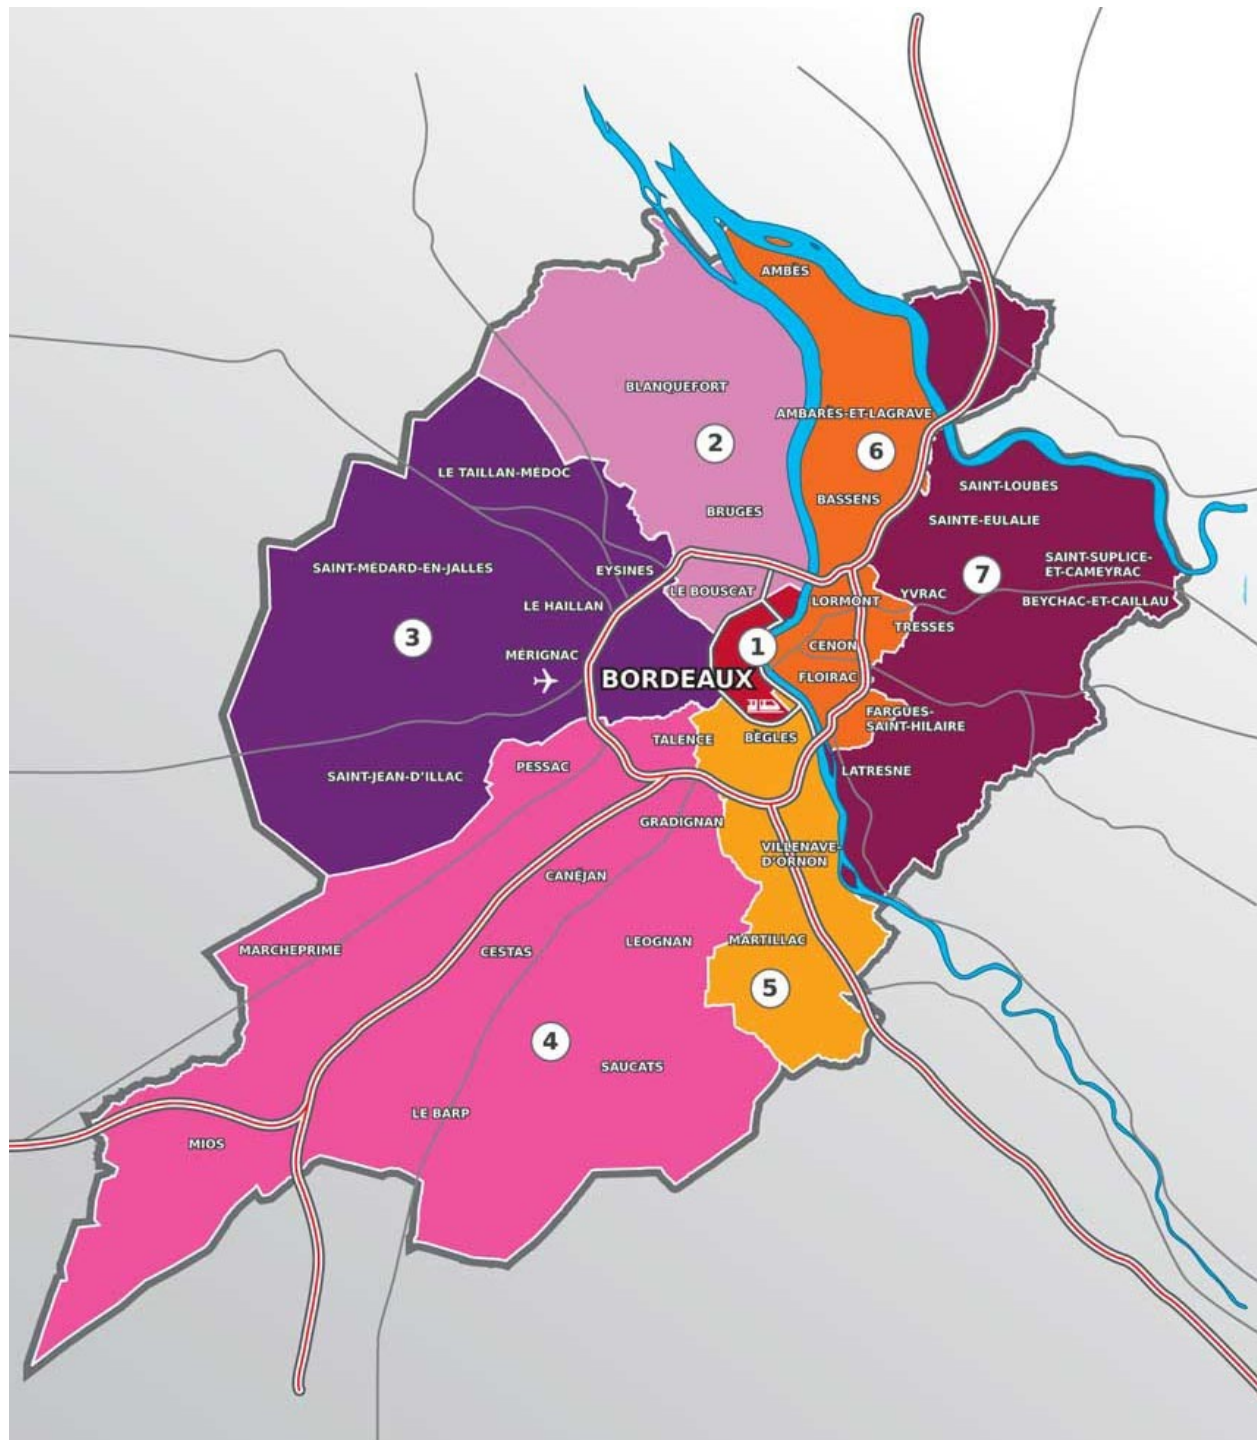 AMBÈS
BLANQUEFORT
AMBARÈS-ET-LAGRAVE
2
6
LE TAILLAN-MÉDOC
SAINT-LOUBÈS
BASSENS
BRUGES
SAINTE-EULALIE
SAINT-SUPLICE-
ET-CAMEYRAC
SAINT-MÉDARD-EN-JALLES
EYSINES
7
LE BOUSCAT
YVRAC
BEYCHAC-ET-CAILLAU
LE HAILLAN
LORMONT
TRESSES
3
1
CENON
MÉRIGNAC
BORDEAUX
FLOIRAC
FARGUES-
SAINT-HILAIRE
TALENCE
BÈGLES
PESSAC
SAINT-JEAN-D'ILLAC
LATRESNE
GRADIGNAN
VILLENAVE-
D'ORNON
CANÉJAN
MARCHEPRIME
CESTAS
LEOGNAN
MARTILLAC
5
4
SAUCATS
LE BARP
MIOS